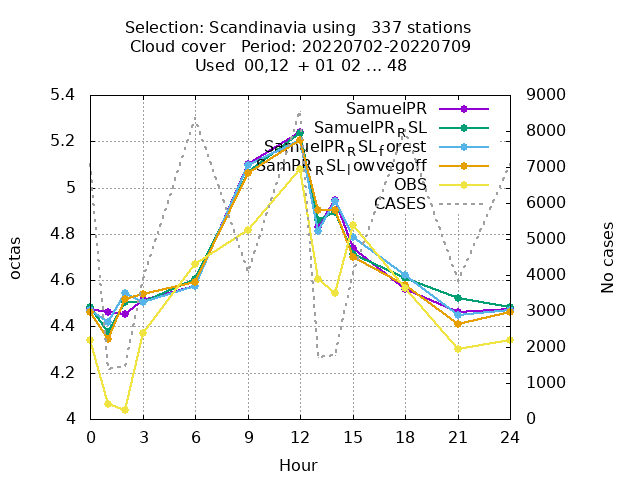 Selection: Scandinavia using   337 stations
Cloud cover   Period: 20220702-20220709
Used  00,12  + 01 02 ... 48
5.4
5.2
5
4.8
4.6
4.4
4.2
4
octas
9000
8000
7000
6000
5000
4000
3000
2000
1000
0
No cases
SamuelPR
SamuelPR_RSL
SamuelPR_RSL_forest
SamPR_RSL_lowvegoff
OBS
CASES
0 3 6 9 12 15 18 21 24
Hour